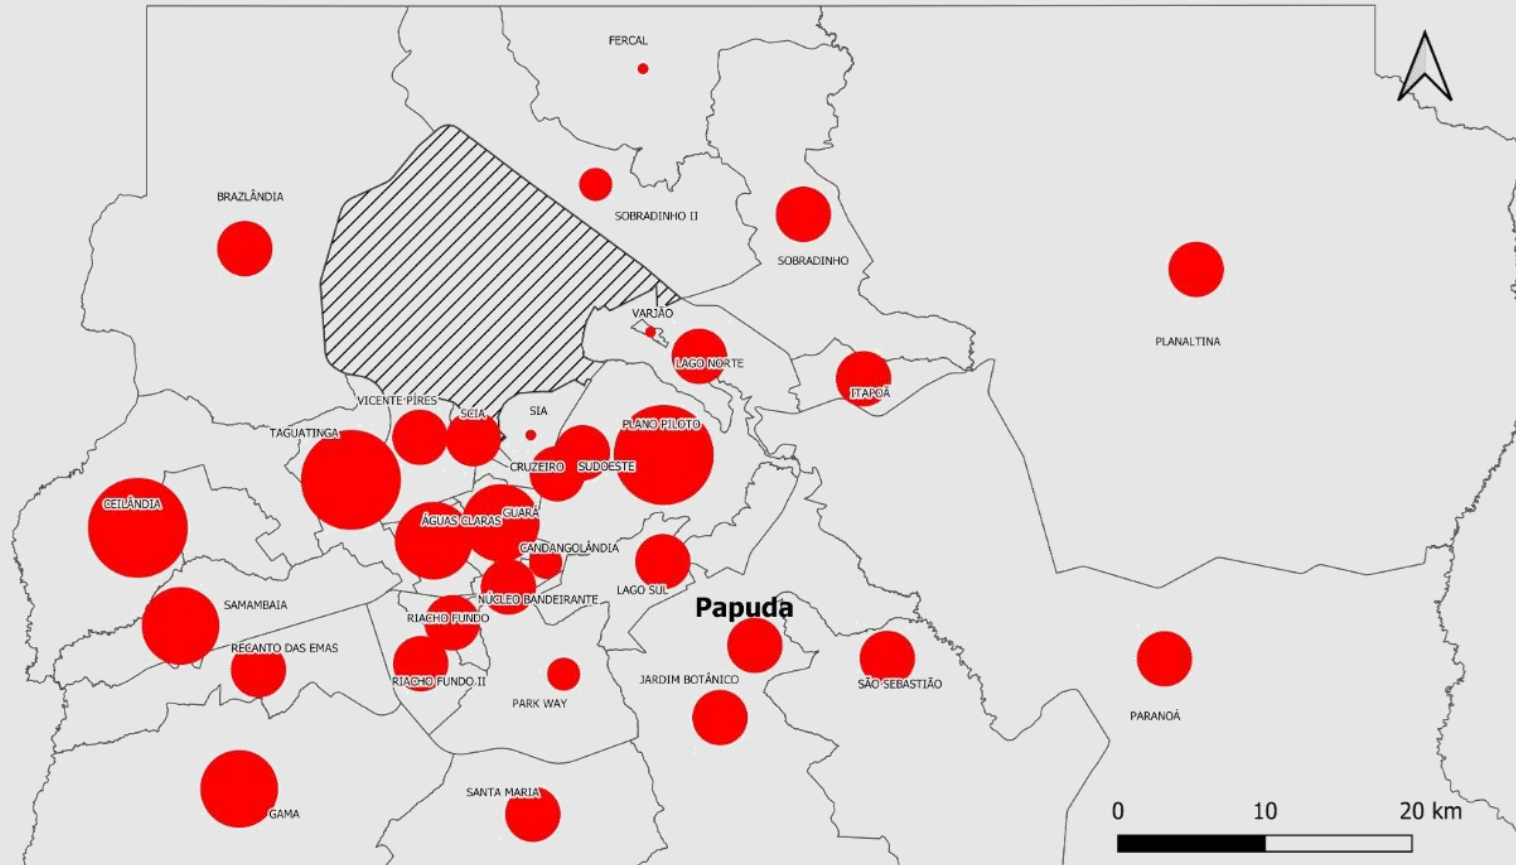 FERCAL
BRAZLÂNDIA
SOBRADINHO II
SOBRADINHO
VARJÃO
PLANALTINA
LAGO NORTE
ITAPOÃ
VICENTE PIRES
SCIA
SIA
TAGUATINGA
PLANO PILOTO
CRUZEIRO
SUDOESTE
CEILÂNDIA
ÁGUAS CLARAS
GUARÁ
CANDANGOLÂNDIA
LAGO SUL
NÚCLEO BANDEIRANTE
SAMAMBAIA
Papuda
RIACHO FUNDO
RECANTO DAS EMAS
RIACHO FUNDO II
JARDIM BOTÂNICO
SÃO SEBASTIÃO
PARK WAY
PARANOÁ
SANTA MARIA
GAMA
0 10 20 km